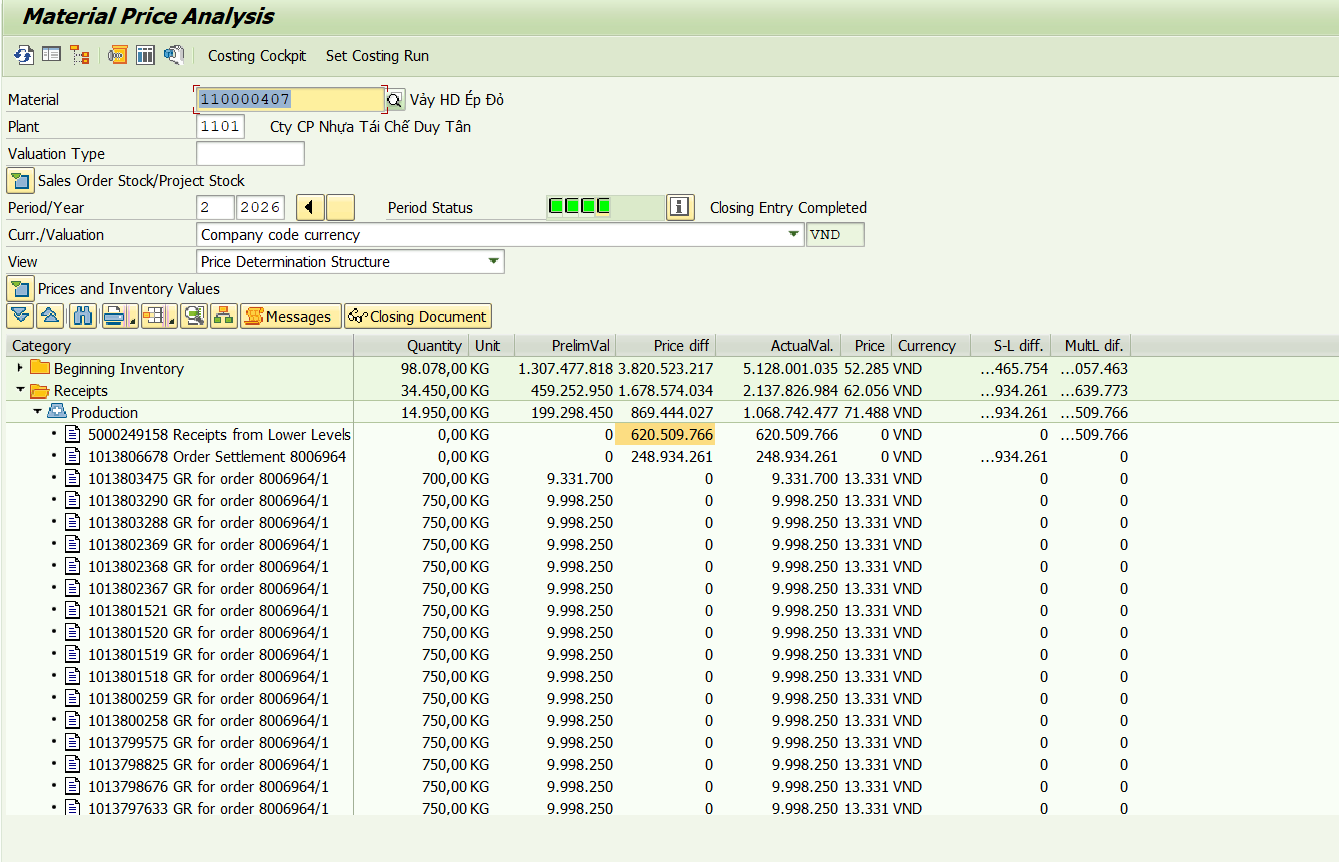 Material Price Analysis
Costing Cockpit Set Costing Run
Material 110000407 Vảy HD Ép Đỏ
Plant 1101 Cty CP Nhựa Tái Chế Duy Tân
Valuation Type
Sales Order Stock/Project Stock
Period/Year 2 2026 Period Status Closing Entry Completed
Curr./Valuation Company code currency VND
View Price Determination Structure
Prices and Inventory Values
Messages Closing Document
Category Quantity Unit PrelimVal Price diff ActualVal. Price Currency S-L diff. MultL dif.
Beginning Inventory 98.078,00 KG 1.307.477.818 3.820.523.217 5.128.001.035 52.285 VND ...465.754 ...057.463
Receipts 34.450,00 KG 459.252.950 1.678.574.034 2.137.826.984 62.056 VND ...934.261 ...639.773
Production 14.950,00 KG 199.298.450 869.444.027 1.068.742.477 71.488 VND ...934.261 ...509.766
5000249158 Receipts from Lower Levels 0,00 KG 0 620.509.766 620.509.766 0 VND 0 ...509.766
1013806678 Order Settlement 8006964 0,00 KG 0 248.934.261 248.934.261 0 VND ...934.261 0
1013803475 GR for order 8006964/1 700,00 KG 9.331.700 0 9.331.700 13.331 VND 0 0
1013803290 GR for order 8006964/1 750,00 KG 9.998.250 0 9.998.250 13.331 VND 0 0
1013803288 GR for order 8006964/1 750,00 KG 9.998.250 0 9.998.250 13.331 VND 0 0
1013802369 GR for order 8006964/1 750,00 KG 9.998.250 0 9.998.250 13.331 VND 0 0
1013802368 GR for order 8006964/1 750,00 KG 9.998.250 0 9.998.250 13.331 VND 0 0
1013802367 GR for order 8006964/1 750,00 KG 9.998.250 0 9.998.250 13.331 VND 0 0
1013801521 GR for order 8006964/1 750,00 KG 9.998.250 0 9.998.250 13.331 VND 0 0
1013801520 GR for order 8006964/1 750,00 KG 9.998.250 0 9.998.250 13.331 VND 0 0
1013801519 GR for order 8006964/1 750,00 KG 9.998.250 0 9.998.250 13.331 VND 0 0
1013801518 GR for order 8006964/1 750,00 KG 9.998.250 0 9.998.250 13.331 VND 0 0
1013800259 GR for order 8006964/1 750,00 KG 9.998.250 0 9.998.250 13.331 VND 0 0
1013800258 GR for order 8006964/1 750,00 KG 9.998.250 0 9.998.250 13.331 VND 0 0
1013799575 GR for order 8006964/1 750,00 KG 9.998.250 0 9.998.250 13.331 VND 0 0
1013798825 GR for order 8006964/1 750,00 KG 9.998.250 0 9.998.250 13.331 VND 0 0
1013798676 GR for order 8006964/1 750,00 KG 9.998.250 0 9.998.250 13.331 VND 0 0
1013797633 GR for order 8006964/1 750,00 KG 9.998.250 0 9.998.250 13.331 VND 0 0